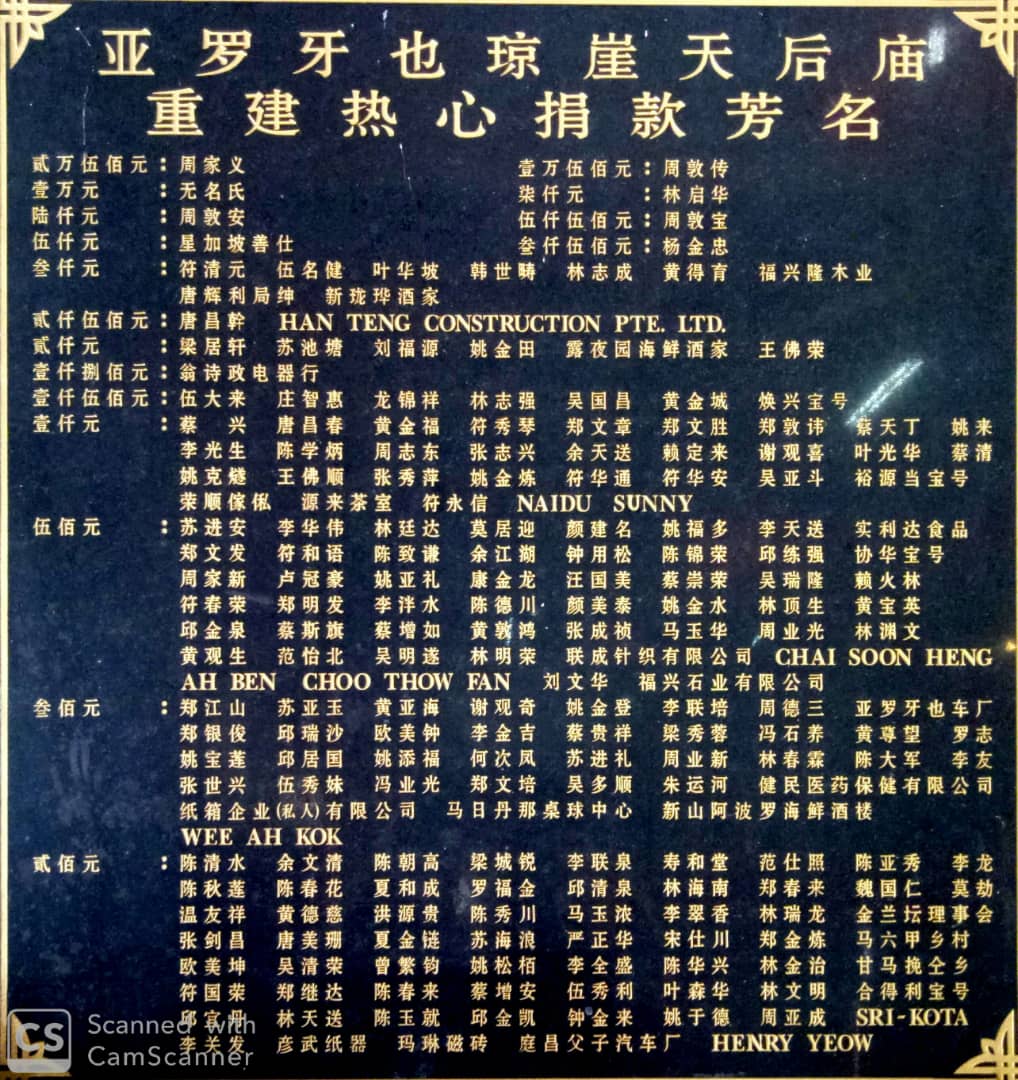 亚罗牙也琼崖天后庙
重建热心捐款芳名
贰万伍佰元：周家义 壹万伍佰元：周敦传
壹万元：无名氏 柒仟元：林启华
陆仟元：周敦安 伍仟伍佰元：周敦宝
伍仟元：星加坡善仕 叁仟伍佰元：杨金忠
叁仟元：符清元 伍名健 叶华坡 韩世畴 林志成 黄得育 福兴隆木业
唐辉利局绅 新珑珍酒家
贰仟伍佰元：唐昌幹 HAN TENG CONSTRUCTION PTE. LTD.
贰仟元：梁居轩 苏池塘 刘福源 姚金田 露夜园海鲜酒家 王佛荣
壹仟捌佰元：翁诗政电器行
壹仟伍佰元：伍大来 庄智惠 龙锦祥 林志强 吴国昌 黄金城 焕兴宝号
壹仟元：蔡兴 唐昌春 黄金福 符秀琴 郑文章 郑文胜 郑敦讳 蔡天丁 姚来
李光生 陈学炳 周志东 张志兴 余天送 赖定来 谢观喜 叶光华 蔡清
姚克燧 王佛顺 张秀萍 姚金炼 符华通 符华安 吴亚斗 裕源当宝号
荣顺傢俬 源来茶室 符永信 NAIDU SUNNY
伍佰元：苏进安 李华伟 林廷达 莫居迎 颜建名 姚福多 李天送 实利达食品
郑文发 符和语 陈致谦 余江湖 钟用松 陈锦荣 邱练强 协华宝号
周家新 卢冠豪 姚亚礼 康金龙 汪国美 蔡崇荣 吴瑞隆 赖火林
符春荣 郑明发 李泮水 陈德川 颜美泰 姚金水 林顶生 黄宝英
邱金泉 蔡斯旗 蔡增如 黄敦鸿 张成祯 马玉华 周业光 林渊文
黄观生 范怡北 吴明遂 林明荣 联成针织有限公司 CHAI SOON HENG
AH BEN CHOO THOW FAN 刘文华 福兴石业有限公司
叁佰元：郑江山 苏亚玉 黄亚海 谢观奇 姚金登 李联培 周德三 亚罗牙也车厂
郑银俊 邱瑞沙 欧美钟 李金吉 蔡贵祥 梁秀蓉 冯石养 黄尊望 罗志
姚宝莲 邱居国 姚添福 何次凤 苏进礼 周业新 林春霖 陈大军 李友
张世兴 伍秀妹 冯业光 郑文培 吴多顺 朱运河 健民医药保健有限公司
纸箱企业(私人)有限公司 马日丹那桌球中心 新山阿波罗海鲜酒楼
WEE AH KOK
贰佰元：陈清水 余文清 陈朝高 梁城锐 李联泉 寿和堂 范仕照 陈亚秀 李龙
陈秋莲 陈春花 夏和成 罗福金 邱清泉 林海南 郑春来 魏国仁 莫劫
温友祥 黄德慈 洪源贵 陈秀川 马玉浓 李翠香 林瑞龙 金兰坛理事会
张剑昌 唐美珊 夏金链 苏海浪 严正华 宋仕川 郑金炼 马六甲乡村
欧美坤 吴清荣 曾繁钧 姚松栢 李全盛 陈华兴 林金治 甘马挽仝乡
符国荣 郑继达 陈春来 蔡增安 伍秀利 叶森华 林文明 合得利宝号
邱宜丹 林天送 陈玉就 邱金凯 钟金来 姚于德 周亚成 SRI-KOTA
李关发 彦武纸器 玛琳磁砖 庭昌父子汽车厂 HENRY YEOW
CS Scanned with
CamScanner